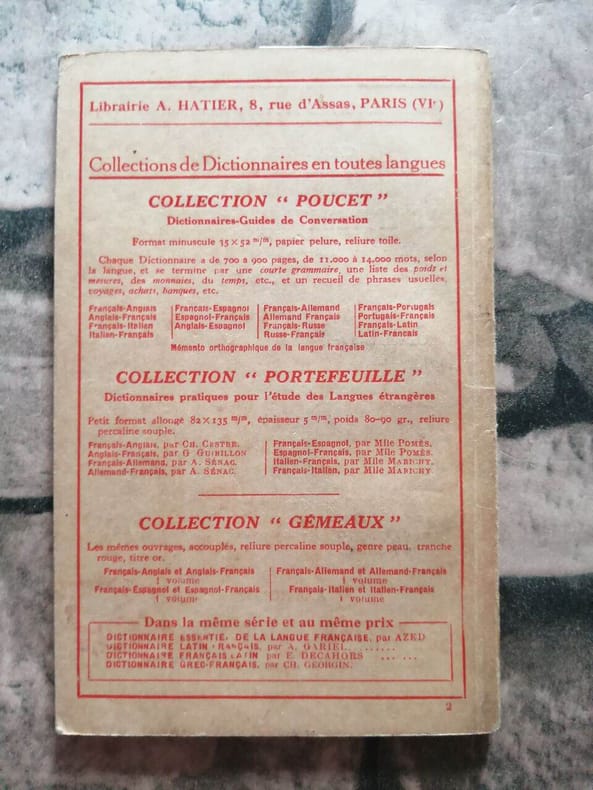 Librairie A. HATIER, 8, rue d'Assas, PARIS (VIᵉ)
Collections de Dictionnaires en toutes langues
COLLECTION " POUCET "
Dictionnaires-Guides de Conversation
Format minuscule 35×52 m/m, papier pelure, reliure toile.
Chaque Dictionnaire a de 700 à 900 pages, de 11.000 à 14.000 mots, selon
la langue, et se termine par une courte grammaire, une liste des poids et
mesures, des monnaies, du temps, etc., et un recueil de phrases usuelles,
voyages, achats, banques, etc.
Français-Anglais Français-Espagnol Français-Allemand Français-Portugais
Anglais-Français Espagnol-Français Allemand Français Portugais-Français
Français-Italien Anglais-Espagnol Français-Russe Français-Latin
Italien-Français Russe-Français Latin-Francais
Mémento orthographique de la langue française
COLLECTION " PORTEFEUILLE "
Dictionnaires pratiques pour l'étude des Langues étrangères
Petit format allongé 82×135 m/m, épaisseur 5 m/m, poids 80-90 gr., reliure
percaline souple.
Français-Anglais, par CH. CESTRE. Français-Espagnol, par Mlle POMÈS.
Anglais-Français, par G GUIBILLON Espagnol-Français, par Mlle POMÈS.
Français-Allemand, par A. SÉNAC. Italien-Français, par Mlle MARICHY.
Allemand-Français, par A. SÉNAC. Français-Italien, par Mlle MARICHY
COLLECTION " GÉMEAUX "
Les mêmes ouvrages, accouplés, reliure percaline souple, genre peau, tranche
rouge, titre or.
Français-Anglais et Anglais-Français Français-Allemand et Allemand-Français
1 volume 1 volume
Français-Espagnol et Espagnol-Français Français-Italien et Italien-Français
1 volume 1 volume
Dans la même série et au même prix
DICTIONNAIRE ESSENTIEL DE LA LANGUE FRANÇAISE, par AZED
DICTIONNAIRE LATIN FRANÇAIS, par A. GARIEL. ......
DICTIONNAIRE FRANÇAIS LATIN par E. DECAHORS ... ...
DICTIONNAIRE GREC-FRANÇAIS, par CH. GEORGIN.
2